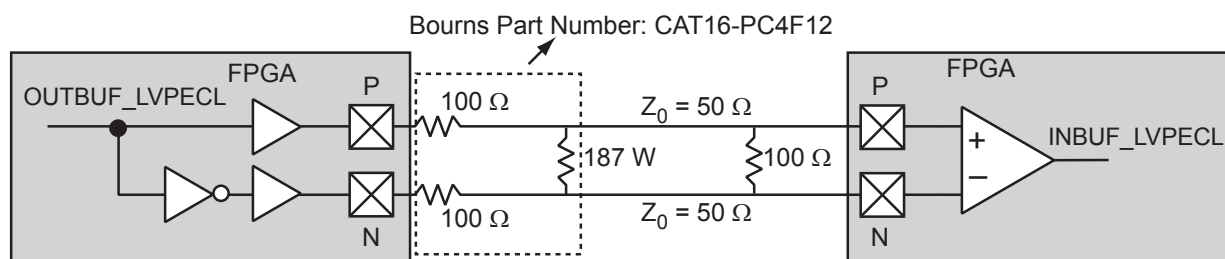 Bourns Part Number: CAT16-PC4F12
FPGA
OUTBUF_LVPECL
P
100 Ω
Z0 = 50 Ω
187 W
100 Ω
100 Ω
Z0 = 50 Ω
N
FPGA
P
+
−
INBUF_LVPECL
N